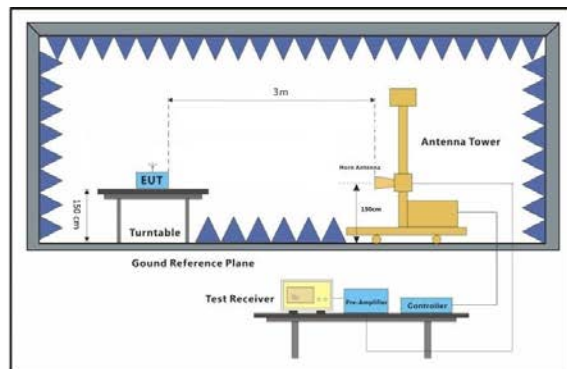 3m
Antenna Tower
Horn Antenna
EUT
150 cm
150cm
Turntable
Gound Reference Plane
Test Receiver
Pre-Amplifier
Controller